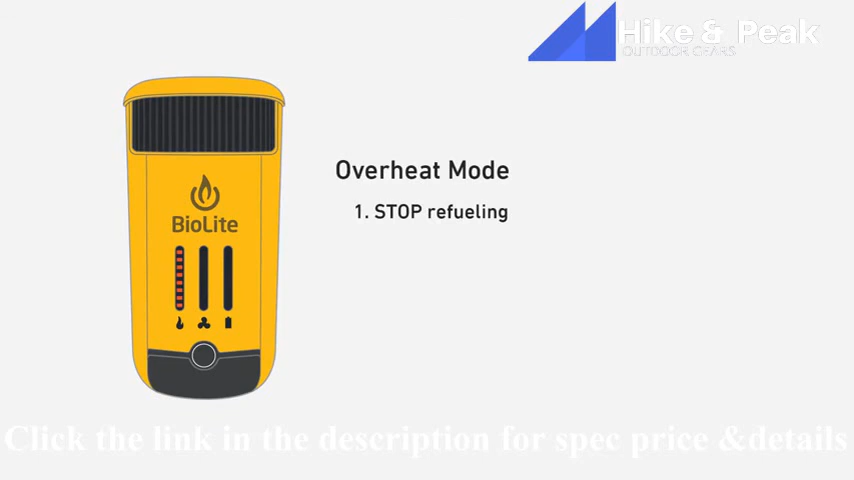 Hike & Peak
OUTDOOR GEARS
Overheat Mode
1. STOP refueling
BioLite
Click the link in the description for spec price &details